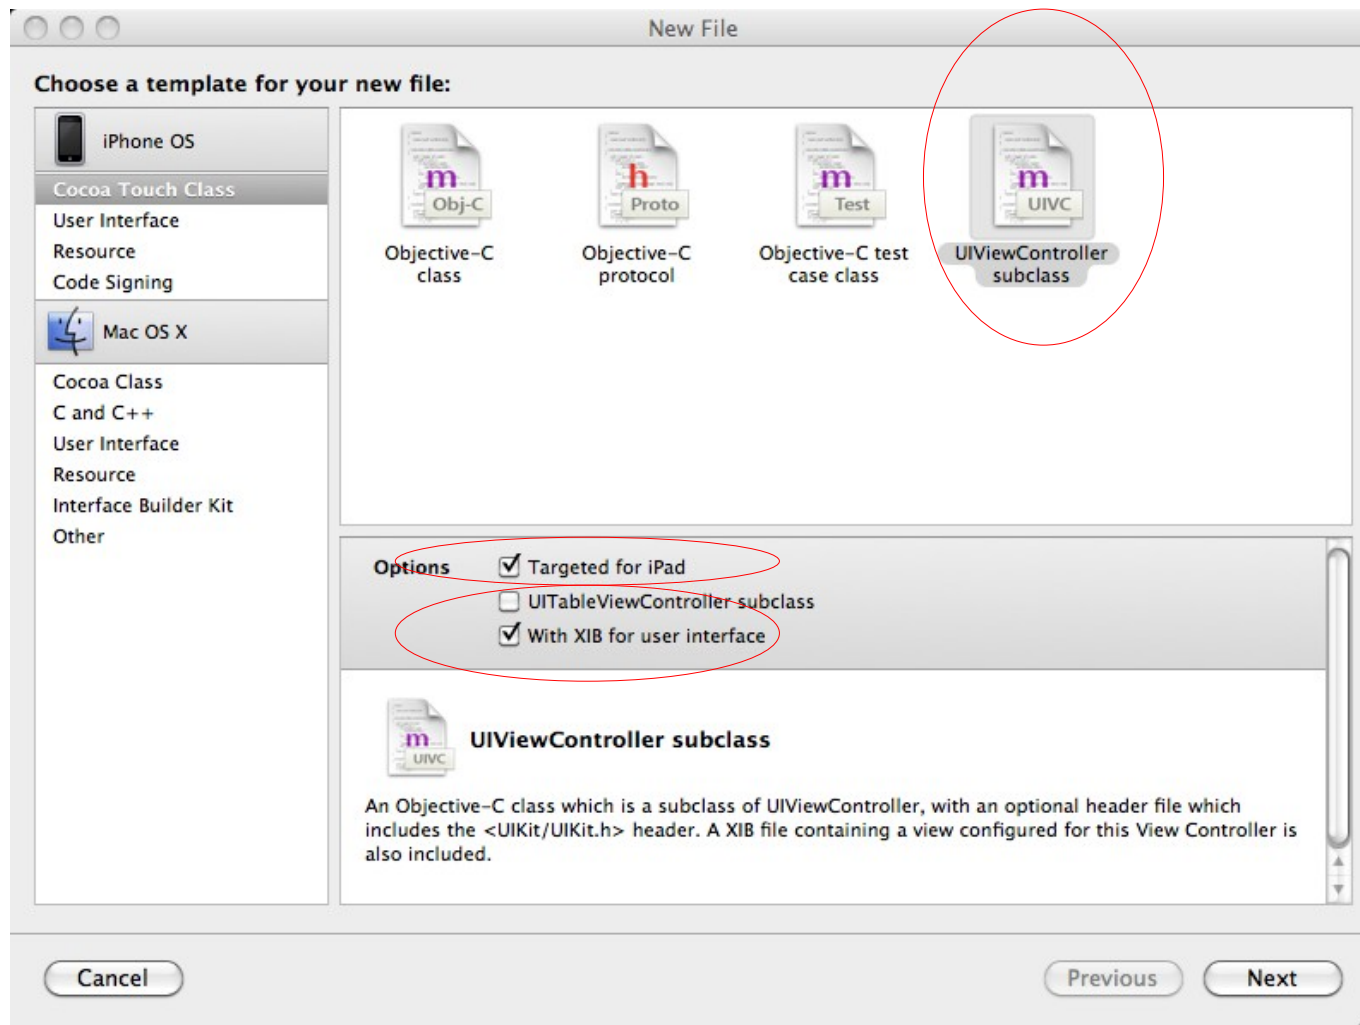 New File
Choose a template for your new file:
iPhone OS
Cocoa Touch Class
User Interface
Resource
Code Signing
Mac OS X
Cocoa Class
C and C++
User Interface
Resource
Interface Builder Kit
Other
m
Obj-C
Objective-C
class
h
Proto
Objective-C
protocol
m
Test
Objective-C test
case class
m
UIVC
UIViewController
subclass
Options
Targeted for iPad
UITableViewController subclass
With XIB for user interface
m
UIVC
UIViewController subclass
An Objective-C class which is a subclass of UIViewController, with an optional header file which
includes the <UIKit/UIKit.h> header. A XIB file containing a view configured for this View Controller is
also included.
Cancel
Previous
Next